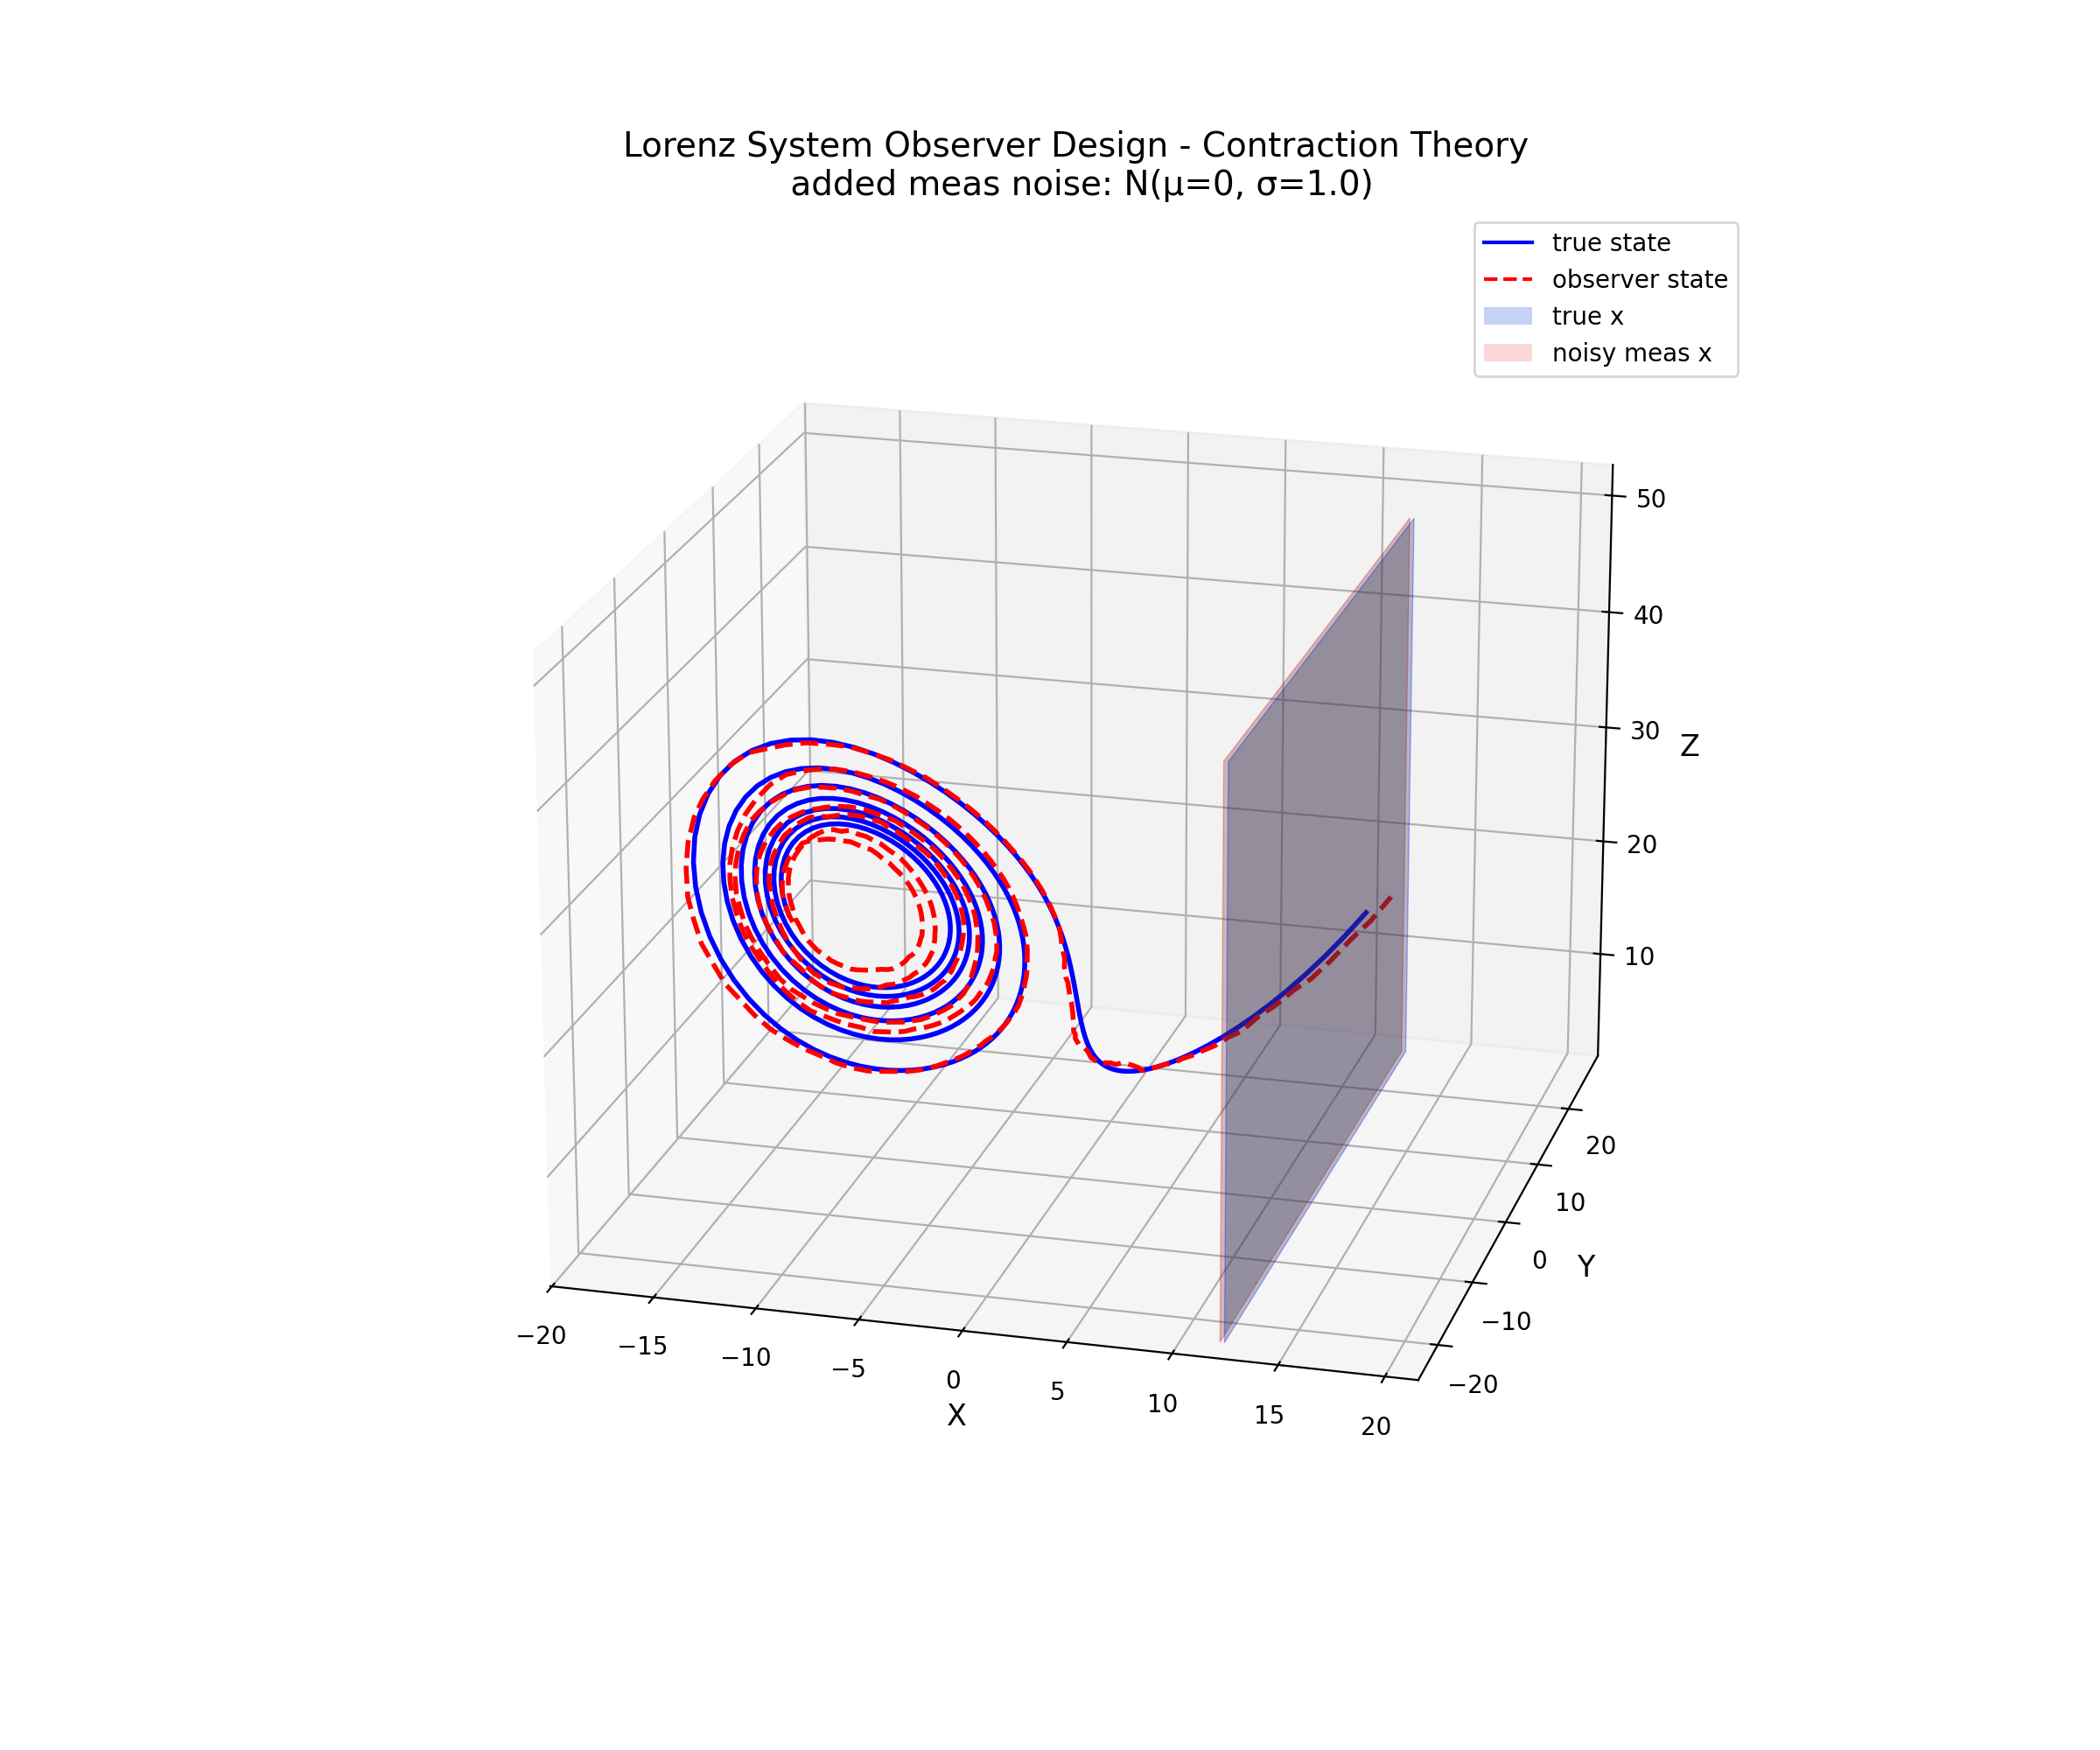 Lorenz System Observer Design - Contraction Theory
added meas noise: N(μ=0, σ=1.0)
true state
observer state
true x
noisy meas x
50
40
30
Z
20
10
20
10
0
Y
−10
−20
−20
−15
−10
−5
0
5
10
15
20
X